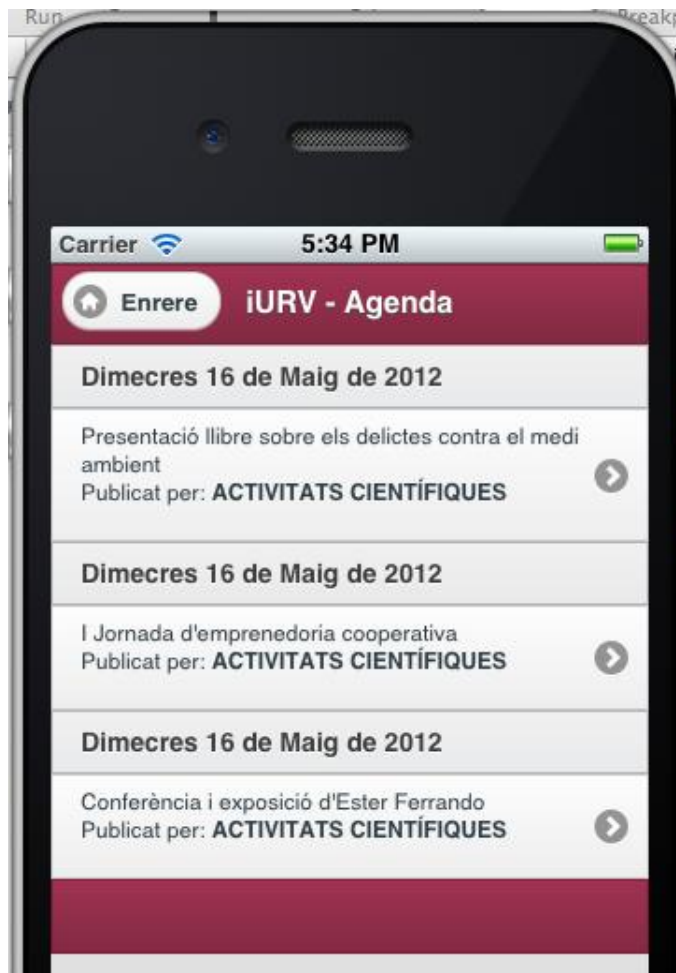 Run
Breakp
Carrier 5:34 PM
Enrere iURV - Agenda
Dimecres 16 de Maig de 2012
Presentació llibre sobre els delictes contra el medi
ambient
Publicat per: ACTIVITATS CIENTÍFIQUES
Dimecres 16 de Maig de 2012
I Jornada d'emprenedoria cooperativa
Publicat per: ACTIVITATS CIENTÍFIQUES
Dimecres 16 de Maig de 2012
Conferència i exposició d'Ester Ferrando
Publicat per: ACTIVITATS CIENTÍFIQUES